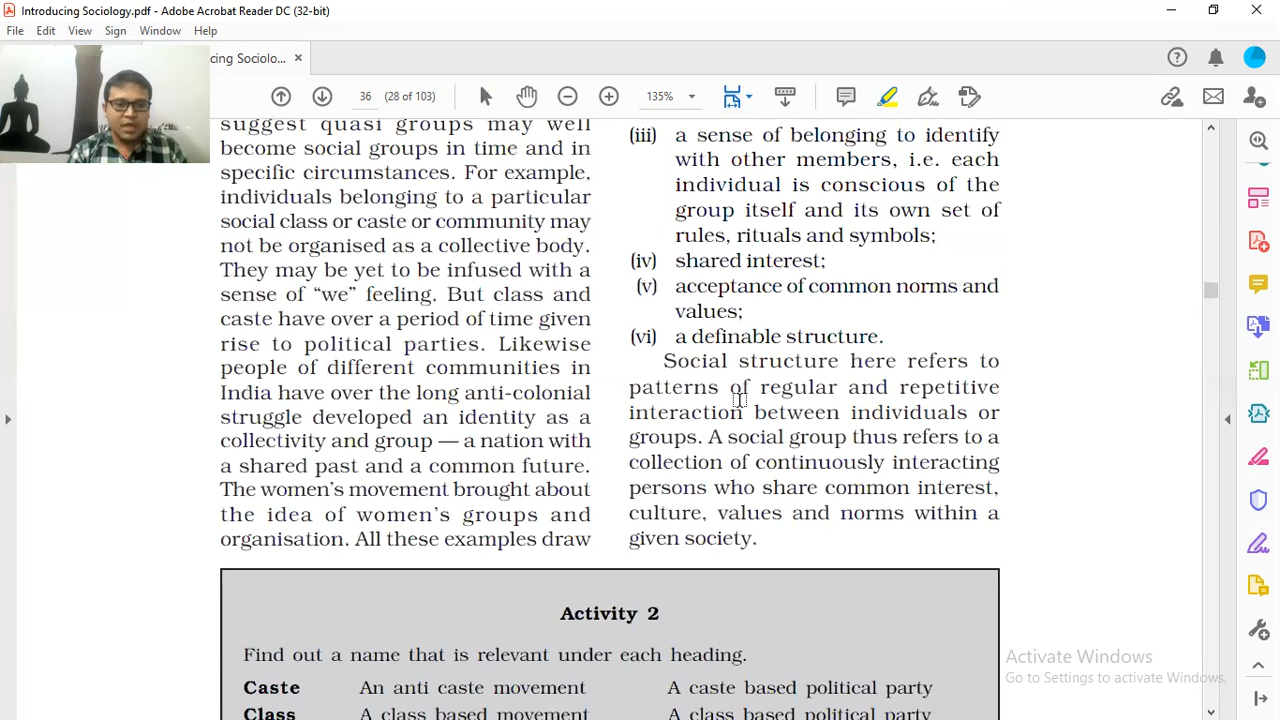 Introducing Sociology.pdf - Adobe Acrobat Reader DC (32-bit)
File Edit View Sign Window Help
cing Sociolo...
36 (28 of 103)
135%
suggest quasi groups may well
become social groups in time and in
specific circumstances. For example,
individuals belonging to a particular
social class or caste or community may
not be organised as a collective body.
They may be yet to be infused with a
sense of “we” feeling. But class and
caste have over a period of time given
rise to political parties. Likewise
people of different communities in
India have over the long anti-colonial
struggle developed an identity as a
collectivity and group — a nation with
a shared past and a common future.
The women’s movement brought about
the idea of women’s groups and
organisation. All these examples draw
(iii) a sense of belonging to identify
with other members, i.e. each
individual is conscious of the
group itself and its own set of
rules, rituals and symbols;
(iv) shared interest;
(v) acceptance of common norms and
values;
(vi) a definable structure.
Social structure here refers to
patterns of regular and repetitive
interaction between individuals or
groups. A social group thus refers to a
collection of continuously interacting
persons who share common interest,
culture, values and norms within a
given society.
Activity 2
Find out a name that is relevant under each heading.
Caste An anti caste movement A caste based political party
Class A class based movement A class based political party
Activate Windows
Go to Settings to activate Windows.